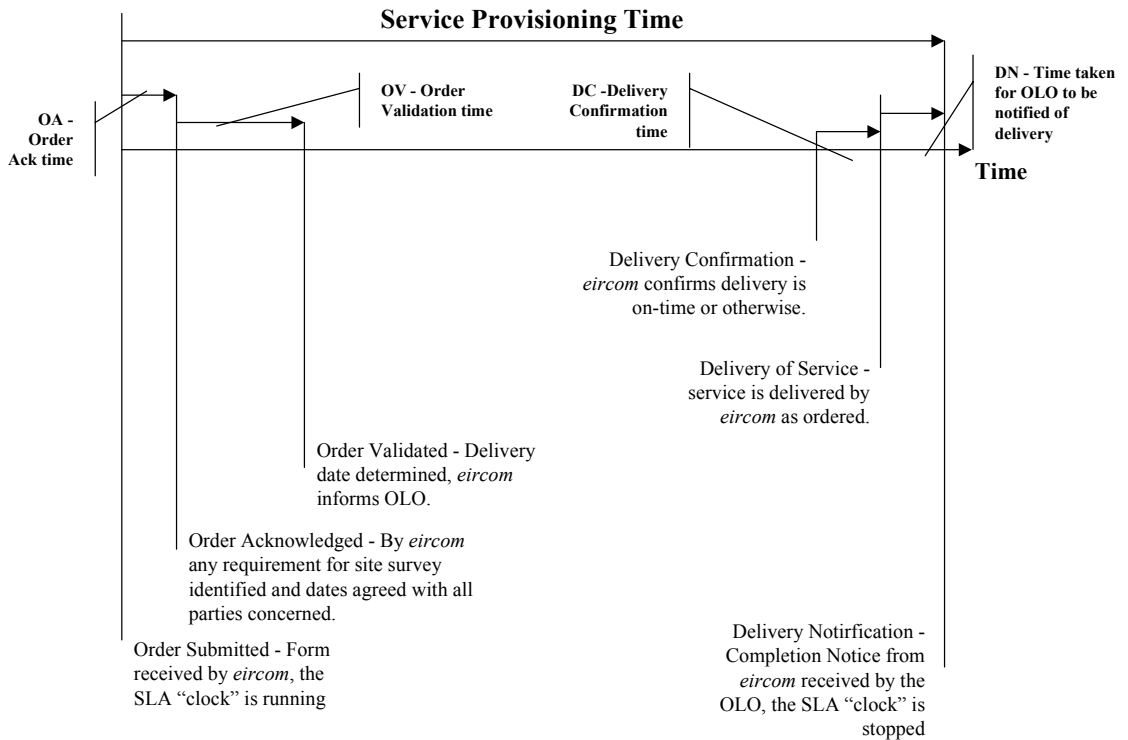 Service Provisioning Time
OA -
Order
Ack time
OV - Order
Validation time
DC -Delivery
Confirmation
time
DN - Time taken
for OLO to be
notified of
delivery
Time
Delivery Confirmation -
eircom confirms delivery is
on-time or otherwise.
Delivery of Service -
service is delivered by
eircom as ordered.
Order Validated - Delivery
date determined, eircom
informs OLO.
Order Acknowledged - By eircom
any requirement for site survey
identified and dates agreed with all
parties concerned.
Order Submitted - Form
received by eircom, the
SLA “clock” is running
Delivery Notirfication -
Completion Notice from
eircom received by the
OLO, the SLA “clock” is
stopped